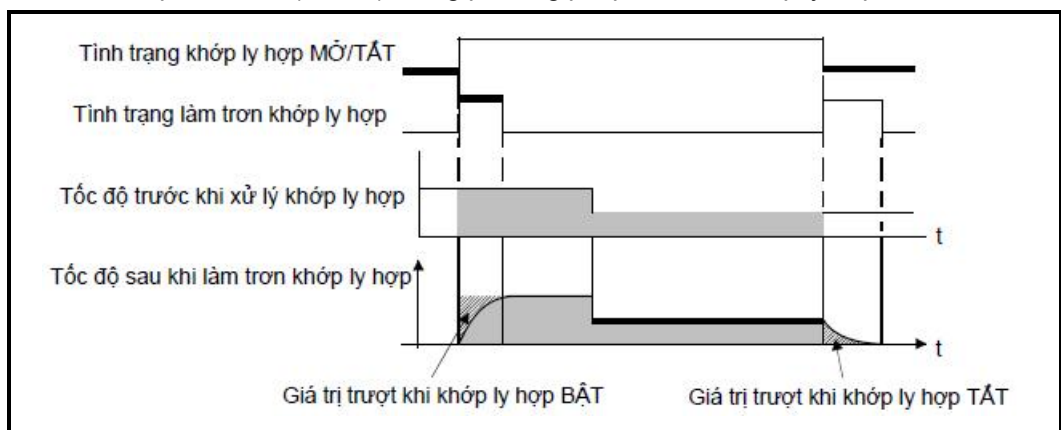 Tình trạng khớp ly hợp MỞ/TẮT
Tình trạng làm trơn khớp ly hợp
Tốc độ trước khi xử lý khớp ly hợp
t
Tốc độ sau khi làm trơn khớp ly hợp
t
Giá trị trượt khi khớp ly hợp BẬT
Giá trị trượt khi khớp ly hợp TẮT